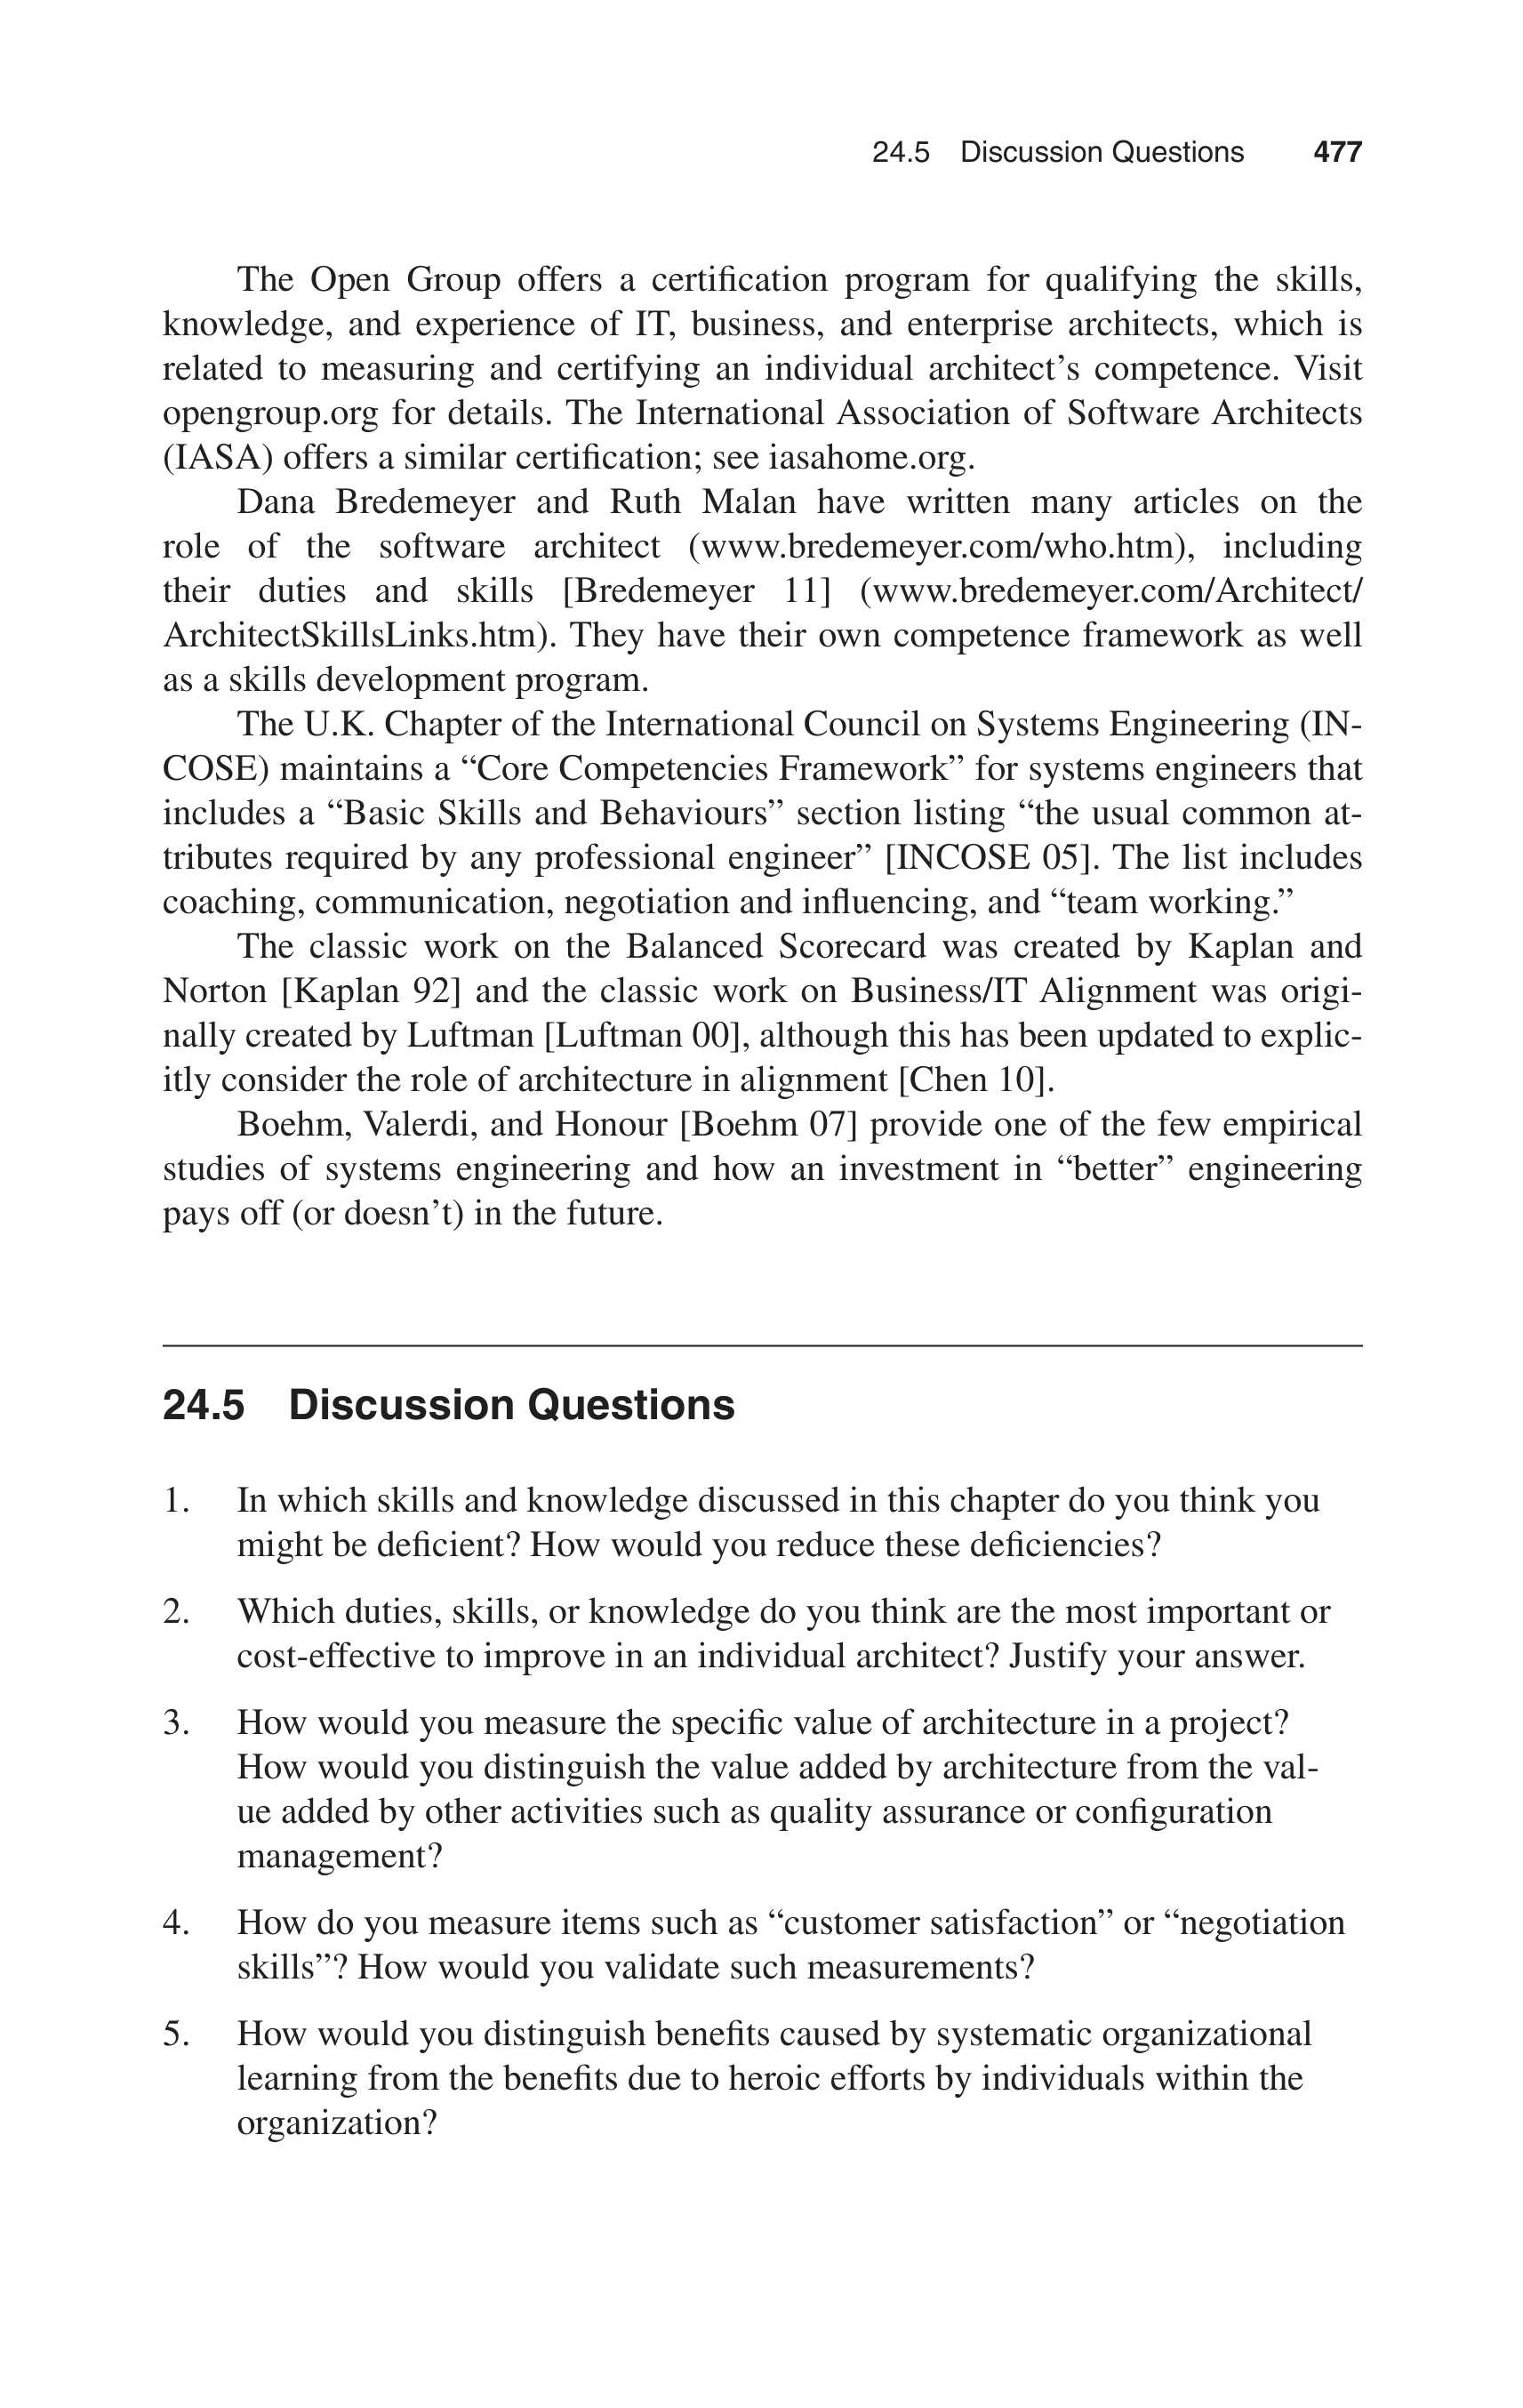 24.5 Discussion Questions 477
The Open Group offers a certification program for qualifying the skills,
knowledge, and experience of IT, business, and enterprise architects, which is
related to measuring and certifying an individual architect’s competence. Visit
opengroup.org for details. The International Association of Software Architects
(IASA) offers a similar certification; see iasahome.org.
Dana Bredemeyer and Ruth Malan have written many articles on the
role of the software architect (www.bredemeyer.com/who.htm), including
their duties and skills [Bredemeyer 11] (www.bredemeyer.com/Architect/
ArchitectSkillsLinks.htm). They have their own competence framework as well
as a skills development program.
The U.K. Chapter of the International Council on Systems Engineering (IN-
COSE) maintains a “Core Competencies Framework” for systems engineers that
includes a “Basic Skills and Behaviours” section listing “the usual common at-
tributes required by any professional engineer” [INCOSE 05]. The list includes
coaching, communication, negotiation and influencing, and “team working.”
The classic work on the Balanced Scorecard was created by Kaplan and
Norton [Kaplan 92] and the classic work on Business/IT Alignment was origi-
nally created by Luftman [Luftman 00], although this has been updated to explic-
itly consider the role of architecture in alignment [Chen 10].
Boehm, Valerdi, and Honour [Boehm 07] provide one of the few empirical
studies of systems engineering and how an investment in “better” engineering
pays off (or doesn’t) in the future.
24.5 Discussion Questions
1. In which skills and knowledge discussed in this chapter do you think you
might be deficient? How would you reduce these deficiencies?
2. Which duties, skills, or knowledge do you think are the most important or
cost-effective to improve in an individual architect? Justify your answer.
3. How would you measure the specific value of architecture in a project?
How would you distinguish the value added by architecture from the val-
ue added by other activities such as quality assurance or configuration
management?
4. How do you measure items such as “customer satisfaction” or “negotiation
skills”? How would you validate such measurements?
5. How would you distinguish benefits caused by systematic organizational
learning from the benefits due to heroic efforts by individuals within the
organization?